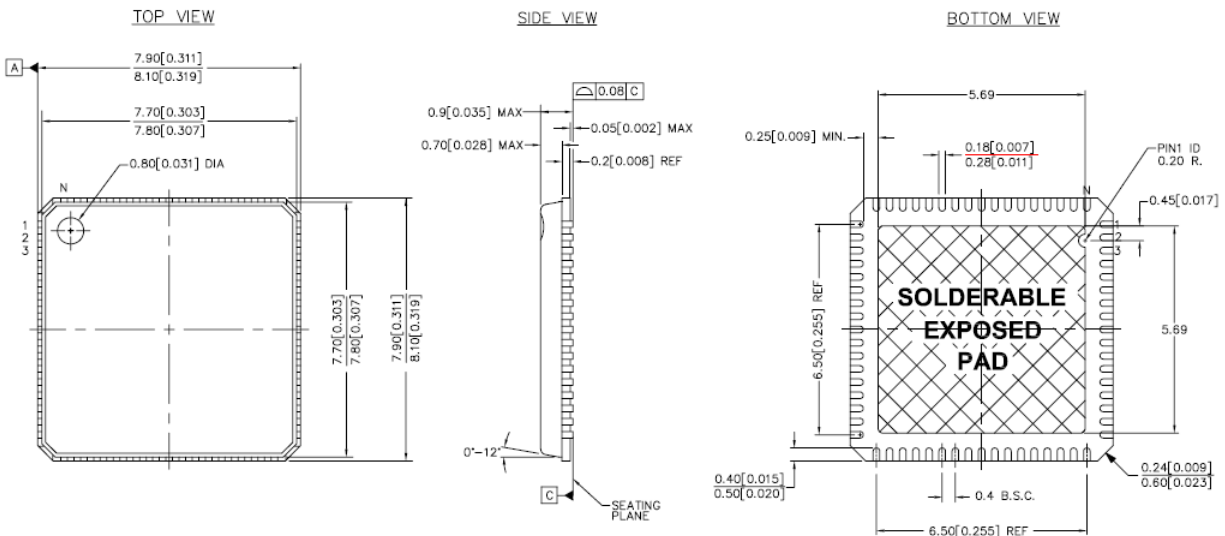 TOP VIEW
SIDE VIEW
BOTTOM VIEW
A
7.90[0.311]
8.10[0.319]
7.70[0.303]
7.80[0.307]
0.80[0.031] DIA
N
1
2
3
7.70[0.303]
7.80[0.307]
7.90[0.311]
8.10[0.319]
0.08 C
0.9[0.035] MAX
0.05[0.002] MAX
0.70[0.028] MAX
0.2[0.008] REF
0°-12°
C
SEATING
PLANE
5.69
0.25[0.009] MIN.
0.18[0.007]
0.28[0.011]
PIN1 ID
0.20 R.
N
0.45[0.017]
1
2
3
6.50[0.255] REF
SOLDERABLE
EXPOSED
PAD
5.69
0.40[0.015]
0.50[0.020]
0.4 B.S.C.
0.24[0.009]
0.60[0.023]
6.50[0.255] REF